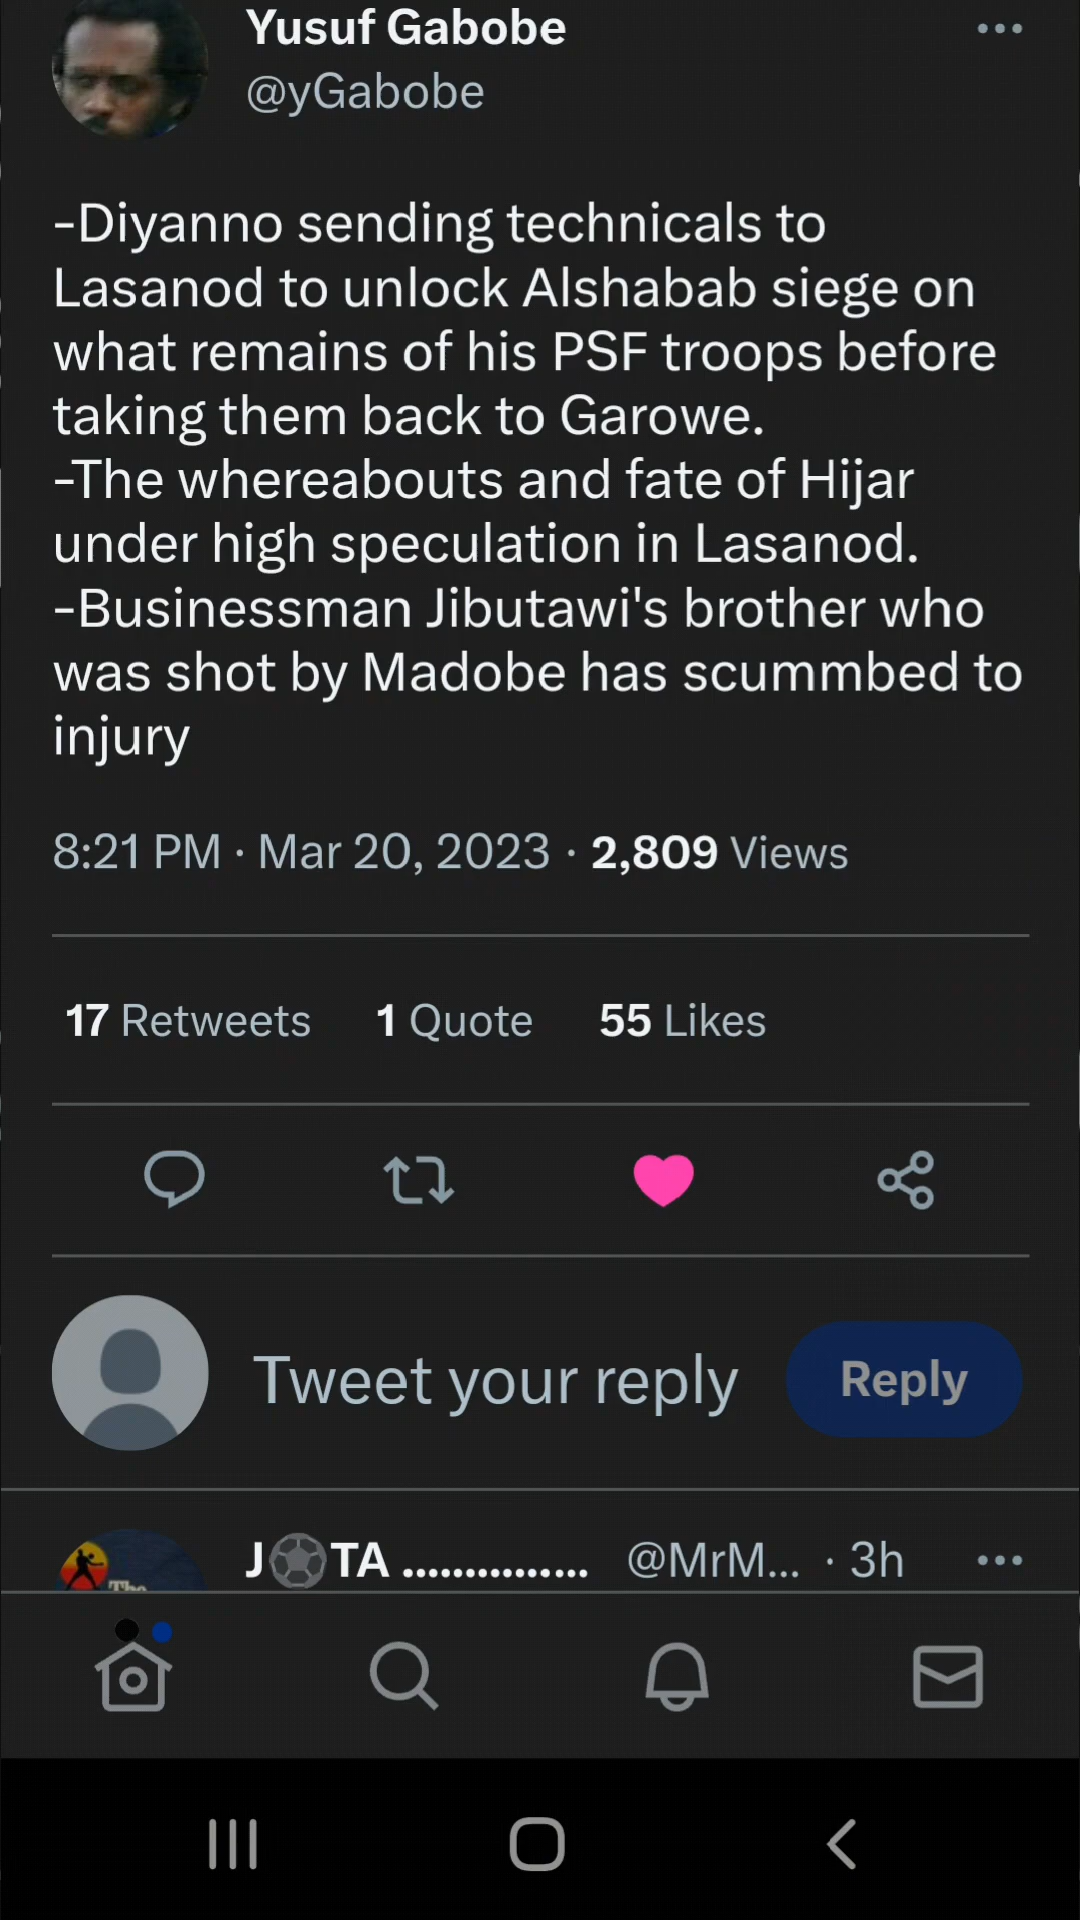 Yusuf Gabobe
@yGabobe
-Diyanno sending technicals to
Lasanod to unlock Alshabab siege on
what remains of his PSF troops before
taking them back to Garowe.
-The whereabouts and fate of Hijar
under high speculation in Lasanod.
-Businessman Jibutawi's brother who
was shot by Madobe has scummbed to
injury
8:21 PM · Mar 20, 2023 · 2,809 Views
17 Retweets 1 Quote 55 Likes
Tweet your reply
Reply
J⚽TA ............... @MrM... · 3h
The